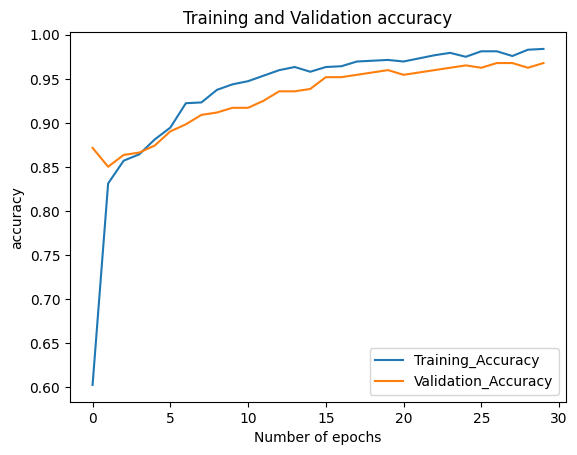 Training and Validation accuracy
1.00
0.95
0.90
0.85
0.80
0.75
0.70
0.65
0.60
accuracy
Training_Accuracy
Validation_Accuracy
0 5 10 15 20 25 30
Number of epochs